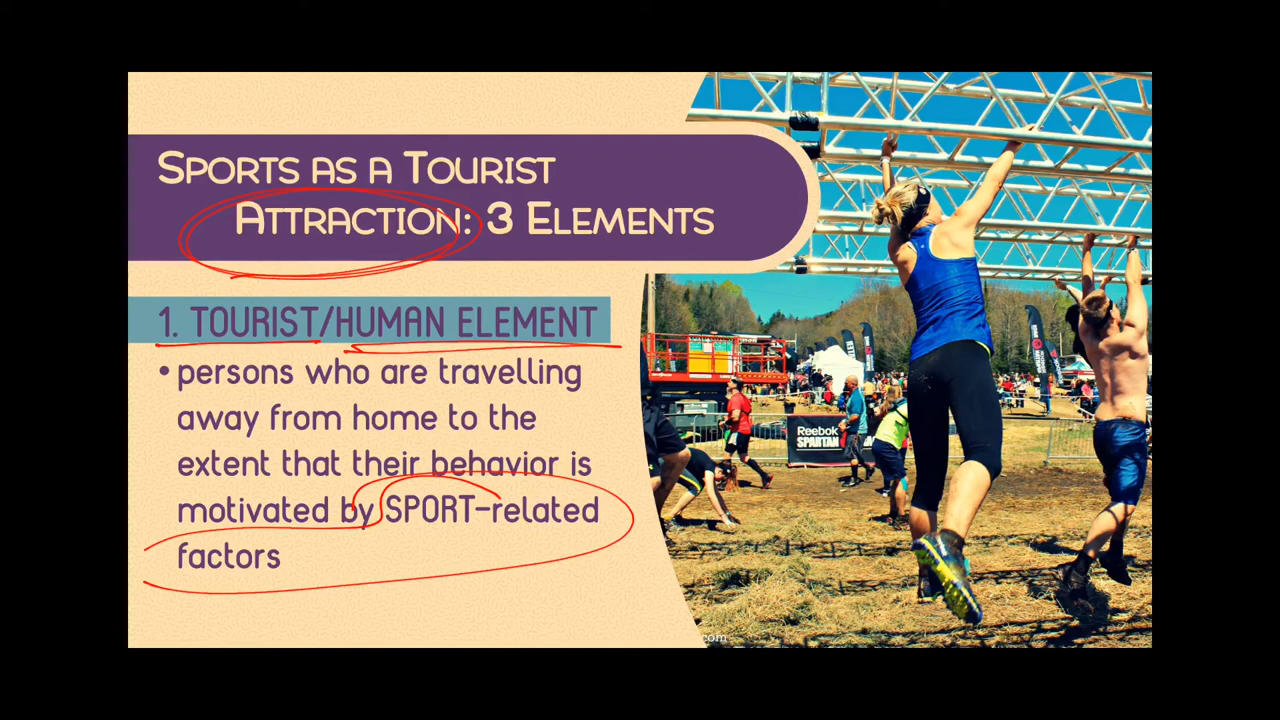 SPORTS AS A TOURIST
ATTRACTION: 3 ELEMENTS
1. TOURIST/HUMAN ELEMENT
• persons who are travelling
away from home to the
extent that their behavior is
motivated by SPORT-related
factors
Reebok
SPARTAN
.com